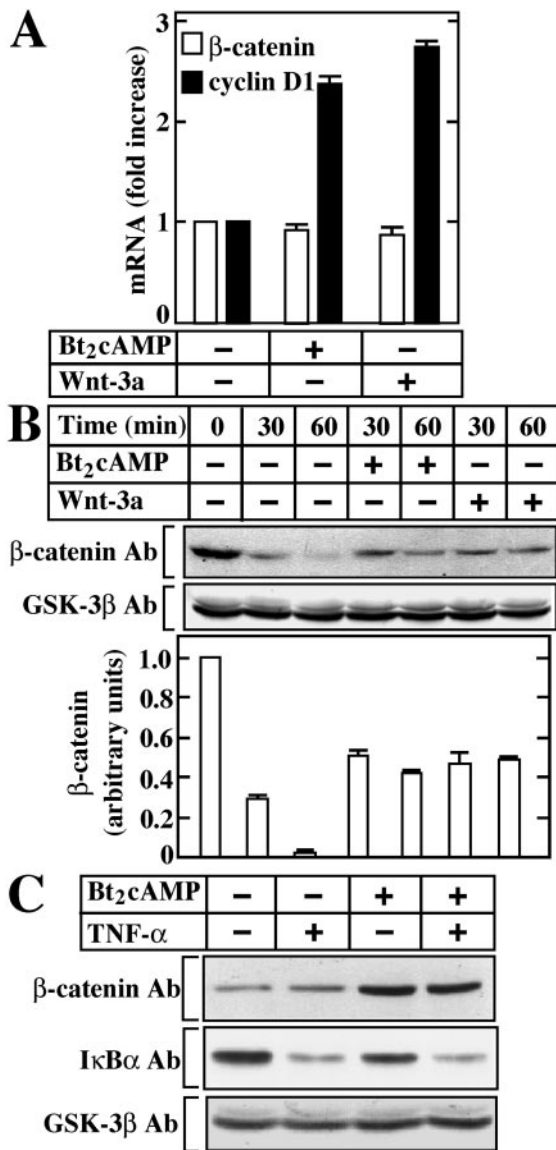 A
3
2
1
0
mRNA (fold increase)
β-catenin
cyclin D1
Bt₂cAMP – + –
Wnt-3a – – +
B
Time (min) 0 30 60 30 60 30 60
Bt₂cAMP – – – + + – –
Wnt-3a – – – – – + +
β-catenin Ab
GSK-3β Ab
β-catenin
(arbitrary units)
1.0
0.8
0.6
0.4
0.2
0
C
Bt₂cAMP – – + +
TNF-α – + – +
β-catenin Ab
IκBα Ab
GSK-3β Ab